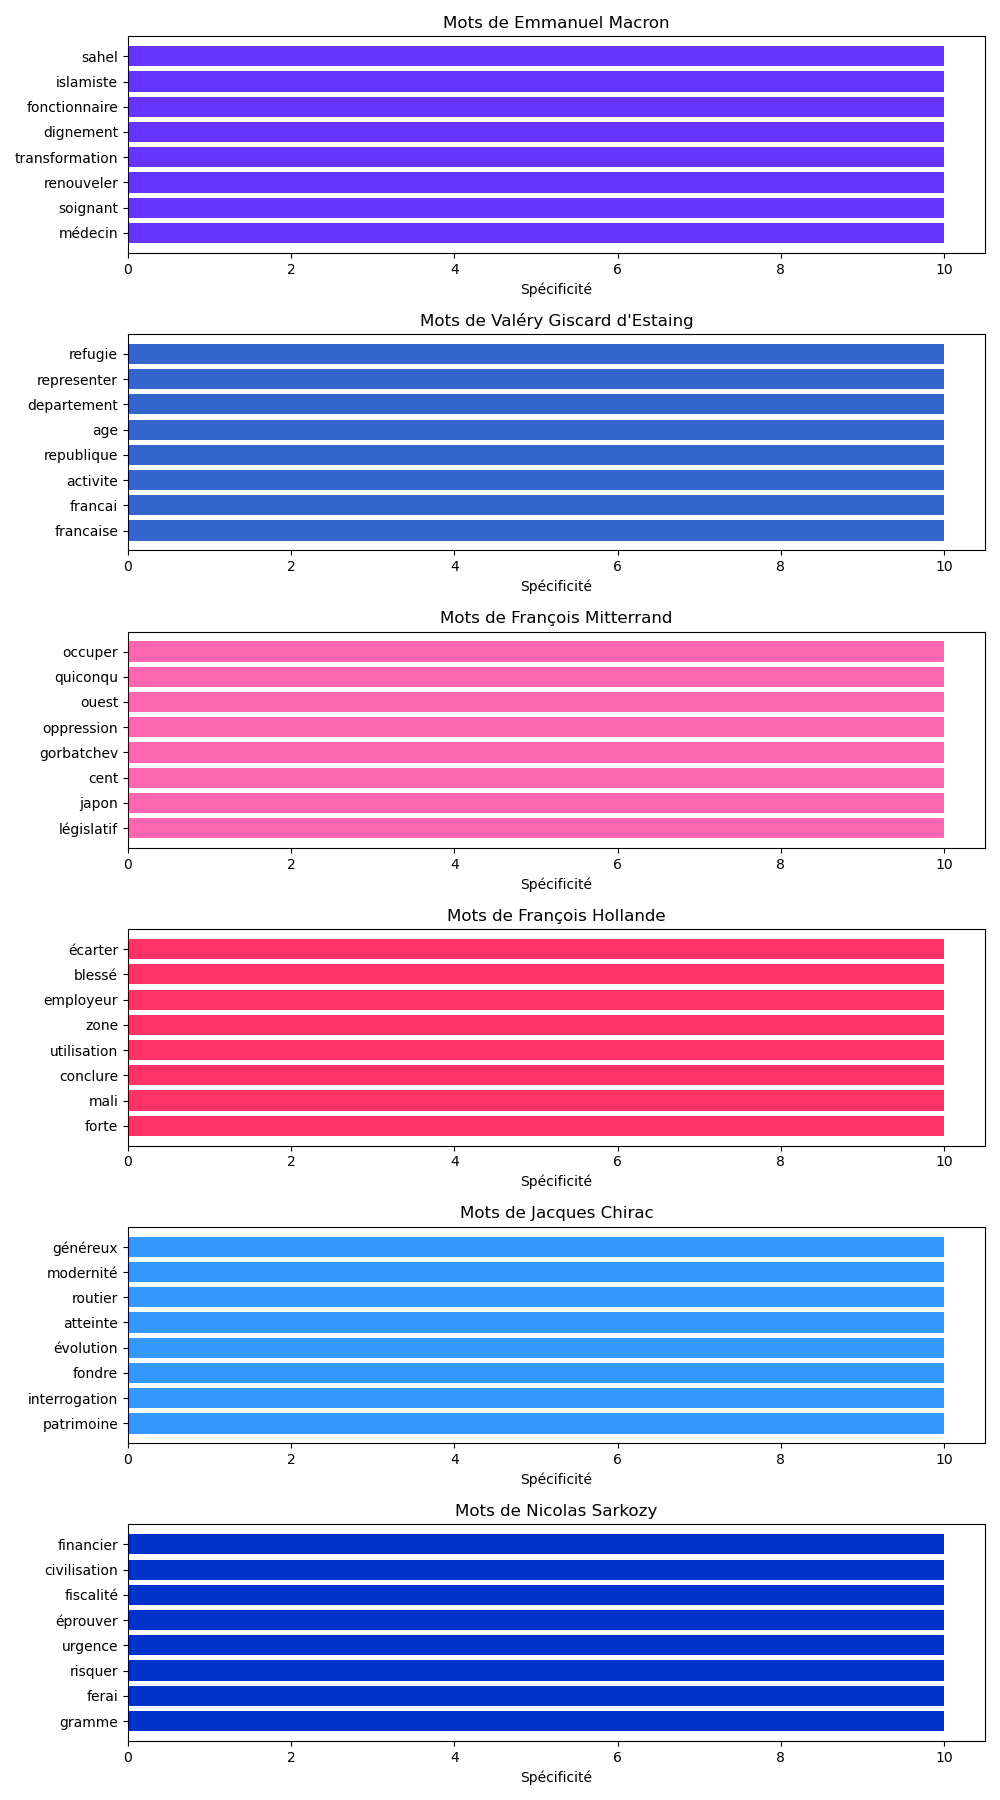 Mots de Emmanuel Macron
sahel
islamiste
fonctionnaire
dignement
transformation
renouveler
soignant
médecin
0 2 4 6 8 10
Spécificité
Mots de Valéry Giscard d'Estaing
refugie
representer
departement
age
republique
activite
francai
francaise
0 2 4 6 8 10
Spécificité
Mots de François Mitterrand
occuper
quiconqu
ouest
oppression
gorbatchev
cent
japon
législatif
0 2 4 6 8 10
Spécificité
Mots de François Hollande
écarter
blessé
employeur
zone
utilisation
conclure
mali
forte
0 2 4 6 8 10
Spécificité
Mots de Jacques Chirac
généreux
modernité
routier
atteinte
évolution
fondre
interrogation
patrimoine
0 2 4 6 8 10
Spécificité
Mots de Nicolas Sarkozy
financier
civilisation
fiscalité
éprouver
urgence
risquer
ferai
gramme
0 2 4 6 8 10
Spécificité